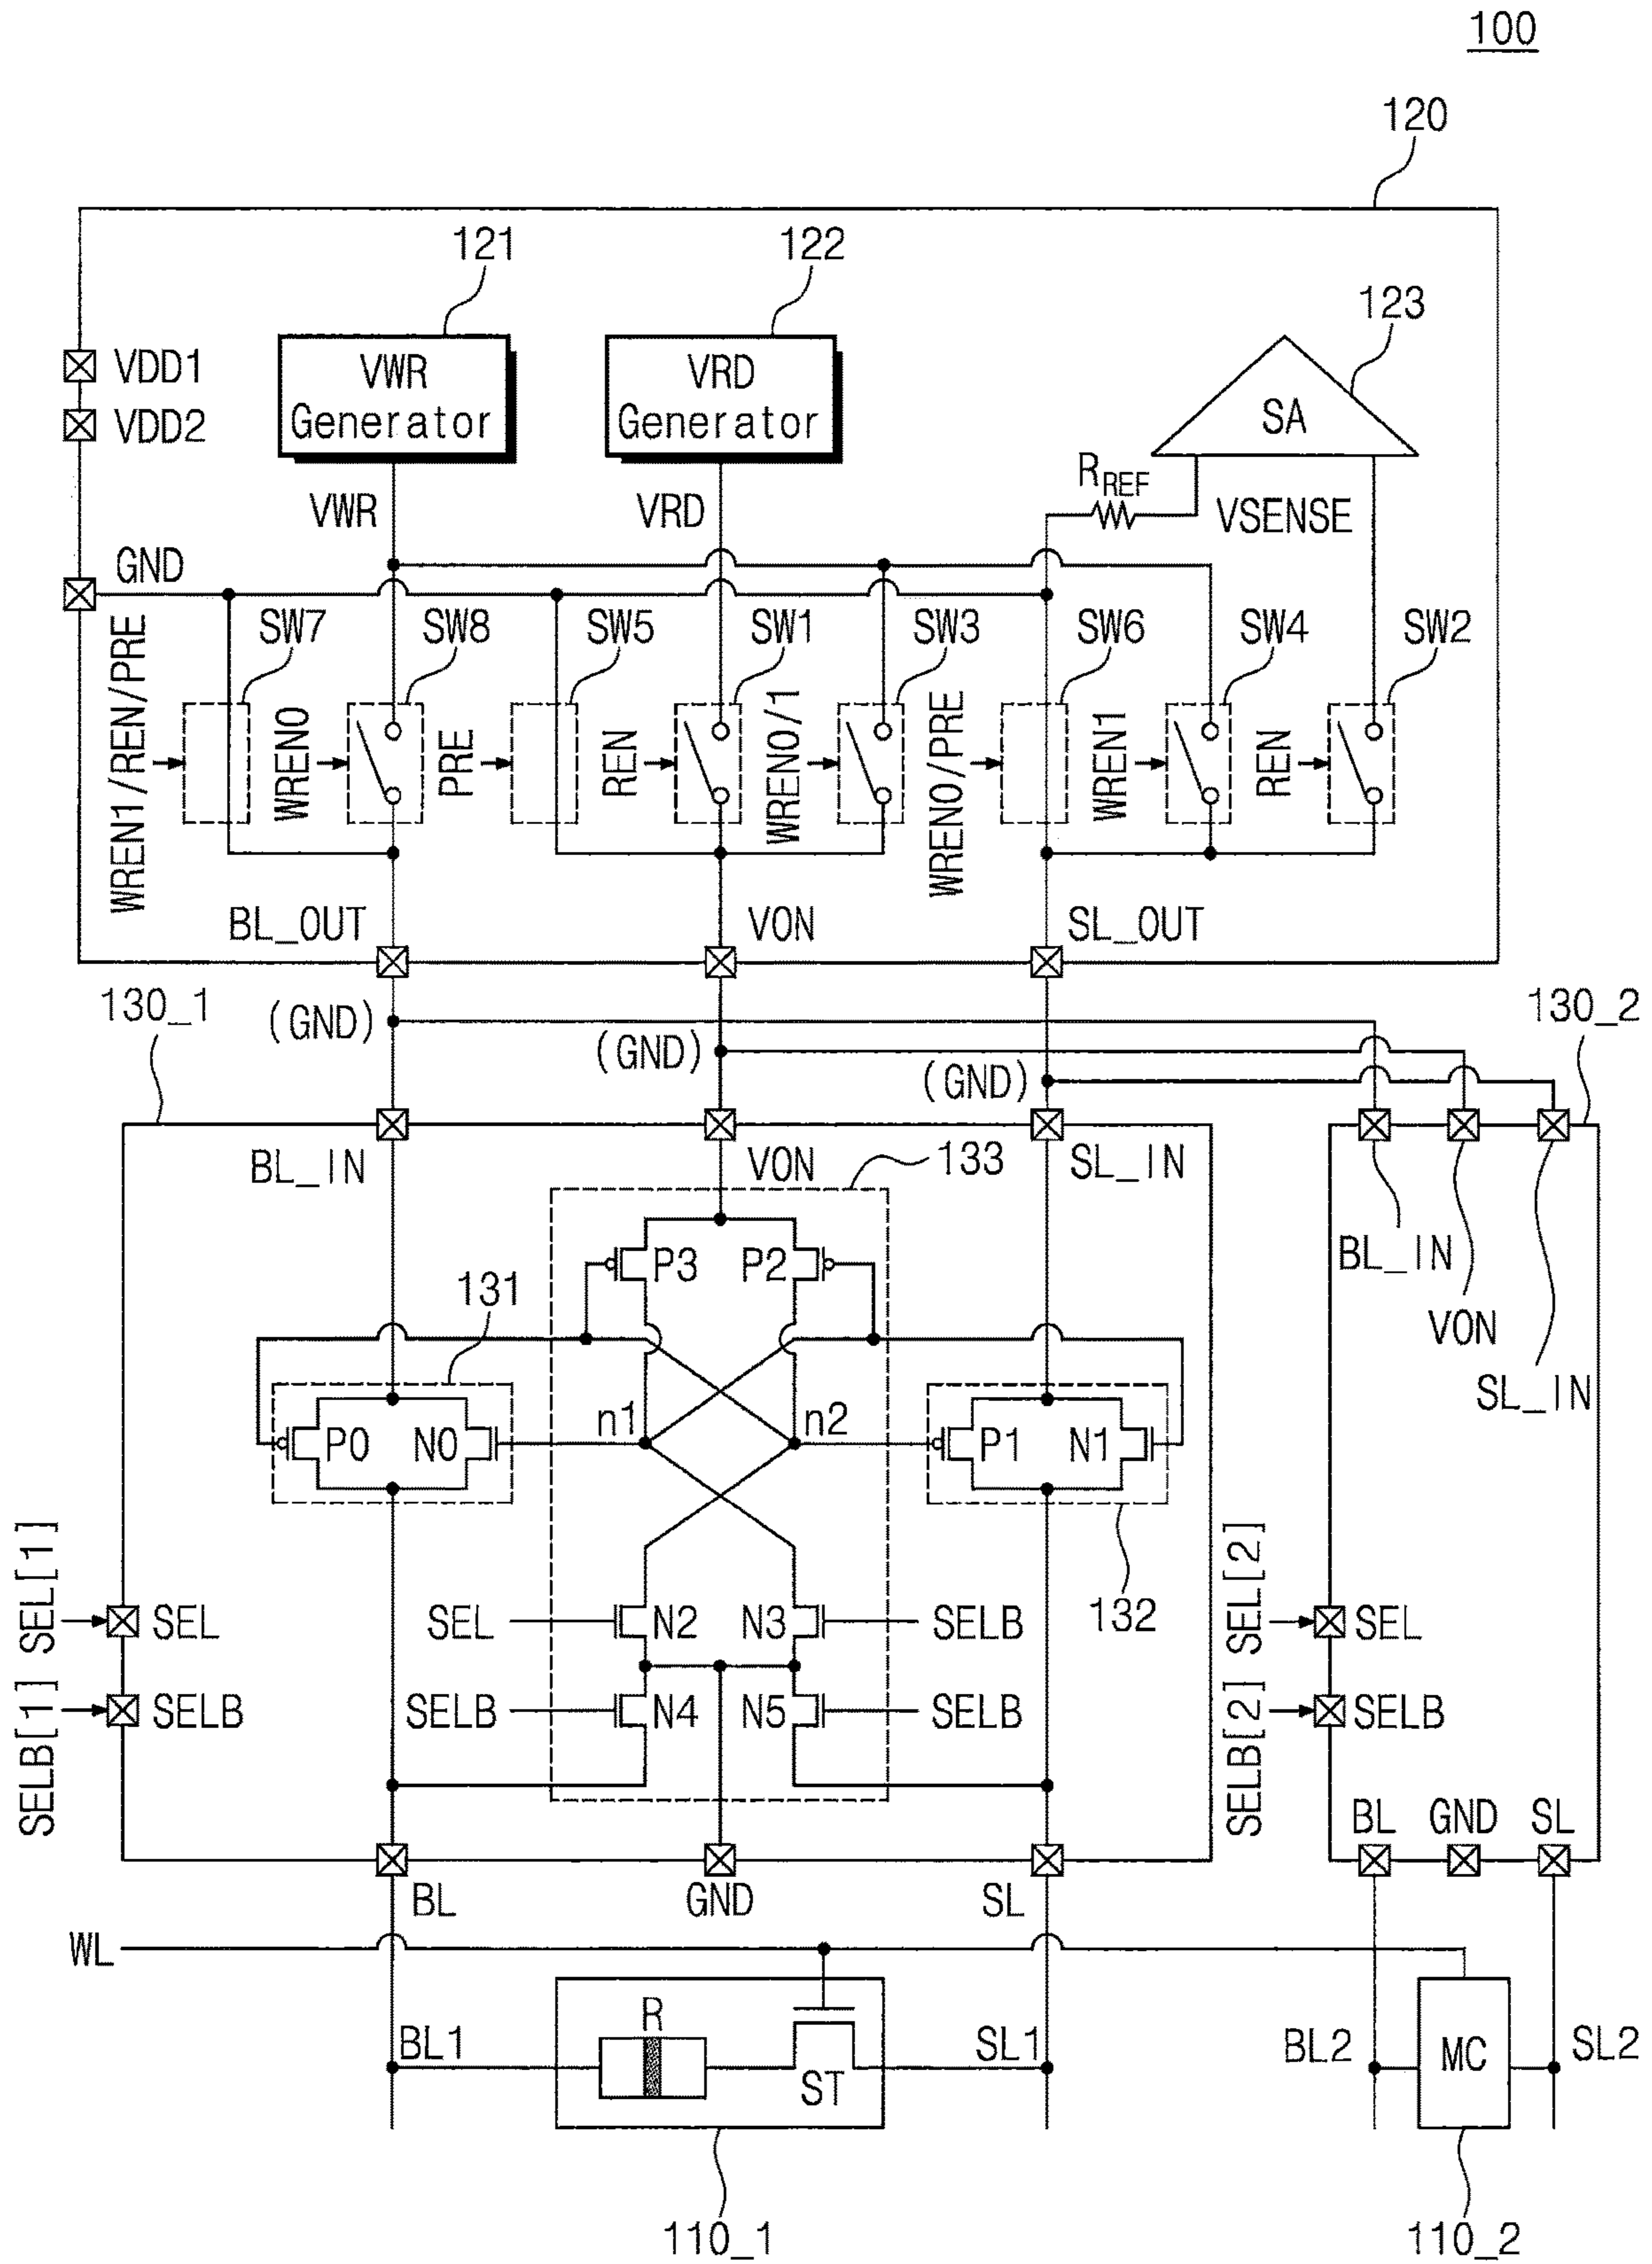 100
120
121
122
123
VDD1
VDD2
VWR
Generator
VRD
Generator
SA
RREF
VWR
VRD
VSENSE
GND
SW7
SW8
SW5
SW1
SW3
SW6
SW4
SW2
WREN1/REN/PRE
WREN0
PRE
REN
WREN0/1
WREN0/PRE
WREN1
REN
BL_OUT
VON
SL_OUT
130_1
(GND)
(GND)
(GND)
130_2
BL_IN
VON
133
SL_IN
P3
P2
BL_IN
131
VON
SL_IN
P0
N0
n1
n2
P1
N1
132
SEL[1]
SEL
SEL
N2
N3
SELB
SEL[2]
SEL
SELB[1]
SELB
SELB
N4
N5
SELB
SELB[2]
SELB
BL
GND
SL
BL
GND
SL
WL
BL1
R
ST
SL1
BL2
MC
SL2
110_1
110_2